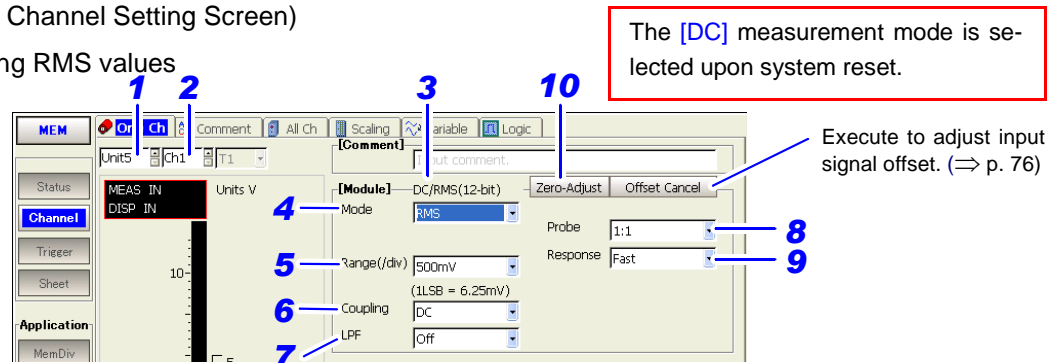 Channel Setting Screen)
ng RMS values
The [DC] measurement mode is se-
lected upon system reset.
1 2 3 10
MEM
One Ch Comment All Ch Scaling Variable Logic
Unit5 Ch1 T1
[Comment]
Input comment.
Execute to adjust input
signal offset. (⇒ p. 76)
Status
Channel
Trigger
Sheet
Application
MemDiv
MEAS IN
DISP IN
Units V
10
5
[Module] DC/RMS(12-bit) Zero-Adjust Offset Cancel
4 Mode RMS
Probe 1:1 8
5 Range(/div) 500mV
Response Fast 9
(1LSB = 6.25mV)
6 Coupling DC
7 LPF Off